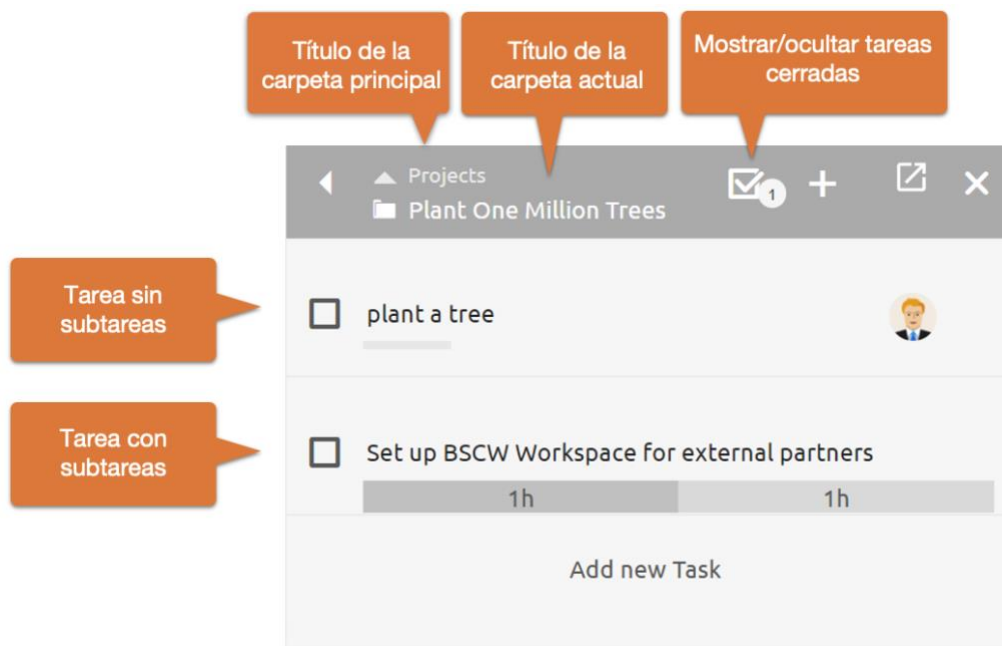 Título de la
carpeta principal
Título de la
carpeta actual
Mostrar/ocultar tareas
cerradas
Projects
Plant One Million Trees
1
Tarea sin
subtareas
plant a tree
Tarea con
subtareas
Set up BSCW Workspace for external partners
1h 1h
Add new Task